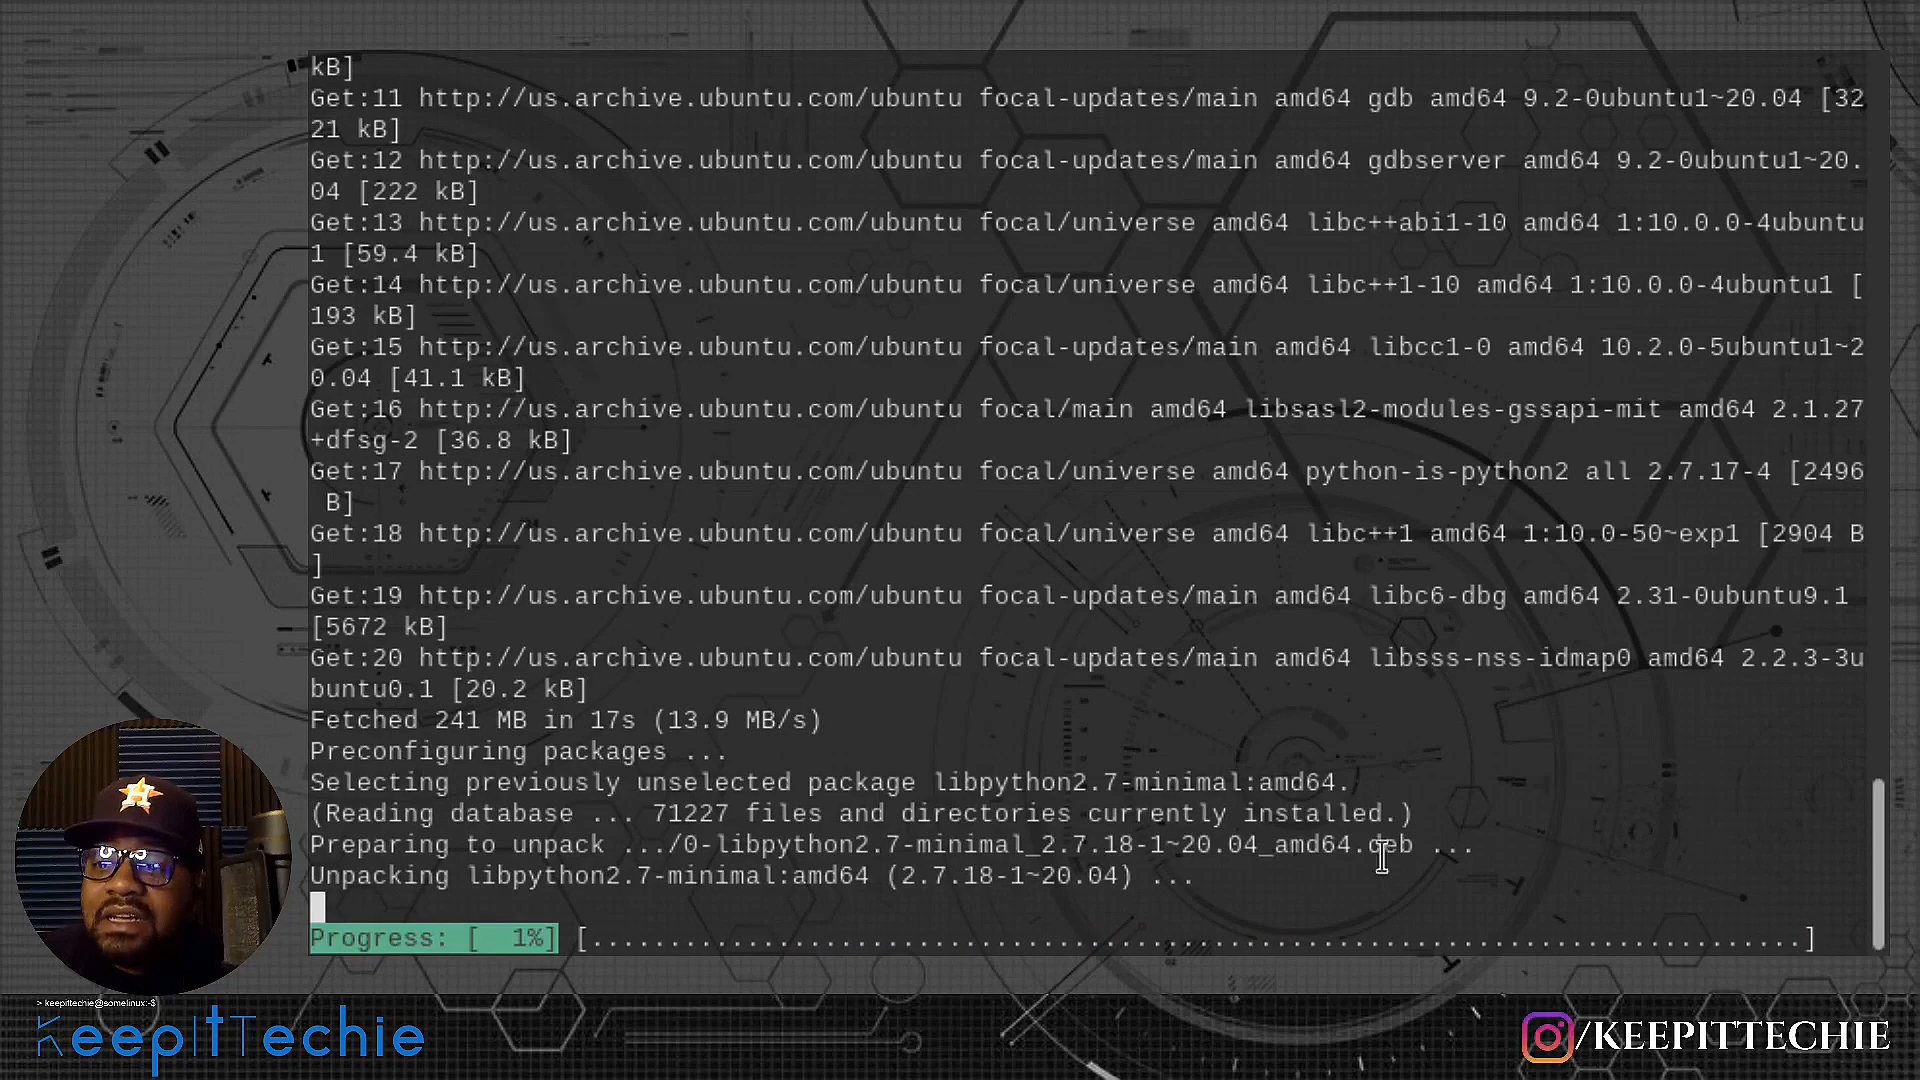 kB]
Get:11 http://us.archive.ubuntu.com/ubuntu focal-updates/main amd64 gdb amd64 9.2-0ubuntu1~20.04 [32
21 kB]
Get:12 http://us.archive.ubuntu.com/ubuntu focal-updates/main amd64 gdbserver amd64 9.2-0ubuntu1~20.
04 [222 kB]
Get:13 http://us.archive.ubuntu.com/ubuntu focal/universe amd64 libc++abi1-10 amd64 1:10.0.0-4ubuntu
1 [59.4 kB]
Get:14 http://us.archive.ubuntu.com/ubuntu focal/universe amd64 libc++1-10 amd64 1:10.0.0-4ubuntu1 [
193 kB]
Get:15 http://us.archive.ubuntu.com/ubuntu focal-updates/main amd64 libcc1-0 amd64 10.2.0-5ubuntu1~2
0.04 [41.1 kB]
Get:16 http://us.archive.ubuntu.com/ubuntu focal/main amd64 libsasl2-modules-gssapi-mit amd64 2.1.27
+dfsg-2 [36.8 kB]
Get:17 http://us.archive.ubuntu.com/ubuntu focal/universe amd64 python-is-python2 all 2.7.17-4 [2496
 B]
Get:18 http://us.archive.ubuntu.com/ubuntu focal/universe amd64 libc++1 amd64 1:10.0-50~exp1 [2904 B
]
Get:19 http://us.archive.ubuntu.com/ubuntu focal-updates/main amd64 libc6-dbg amd64 2.31-0ubuntu9.1
[5672 kB]
Get:20 http://us.archive.ubuntu.com/ubuntu focal-updates/main amd64 libsss-nss-idmap0 amd64 2.2.3-3u
buntu0.1 [20.2 kB]
Fetched 241 MB in 17s (13.9 MB/s)
Preconfiguring packages ...
Selecting previously unselected package libpython2.7-minimal:amd64.
(Reading database ... 71227 files and directories currently installed.)
Preparing to unpack .../0-libpython2.7-minimal_2.7.18-1~20.04_amd64.deb ...
Unpacking libpython2.7-minimal:amd64 (2.7.18-1~20.04) ...
Progress: [  1%] [..............................................................................]
> keepittechie@somelinux:-$
KeepItTechie
/KEEPITTECHIE